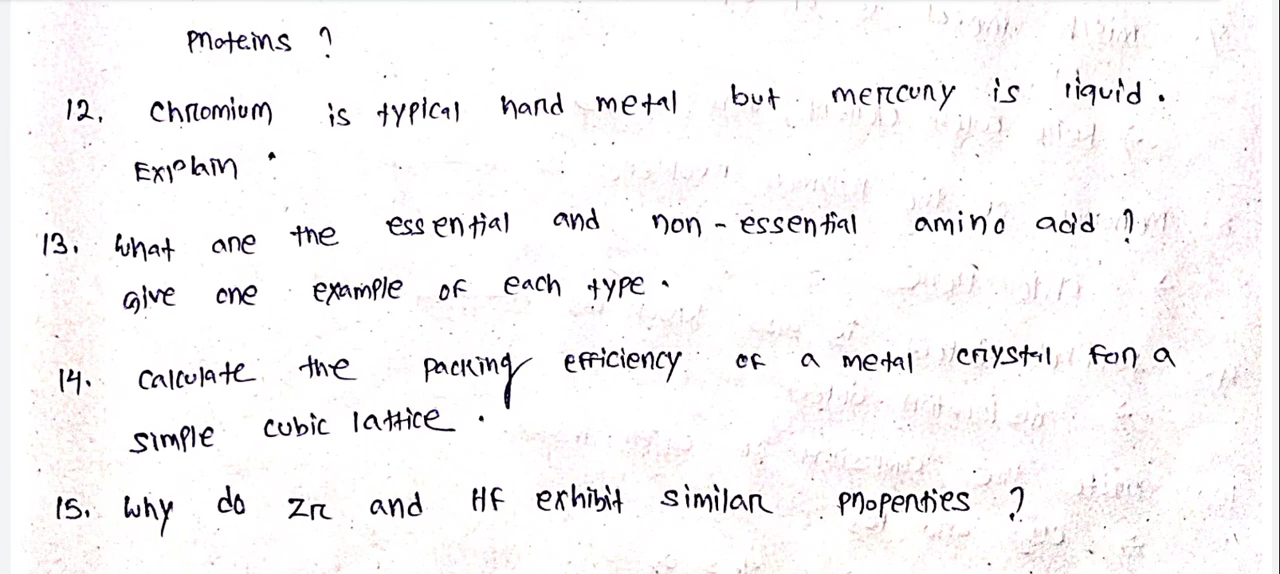 proteins ?
12. Chromium is typical hard metal but mercury is liquid.
Explain :
13. What are the essential and non-essential amino acid ?
Give one example of each type.
14. Calculate the packing efficiency of a metal crystal, for a
simple cubic lattice.
15. Why do Zr and Hf exhibit similar properties ?